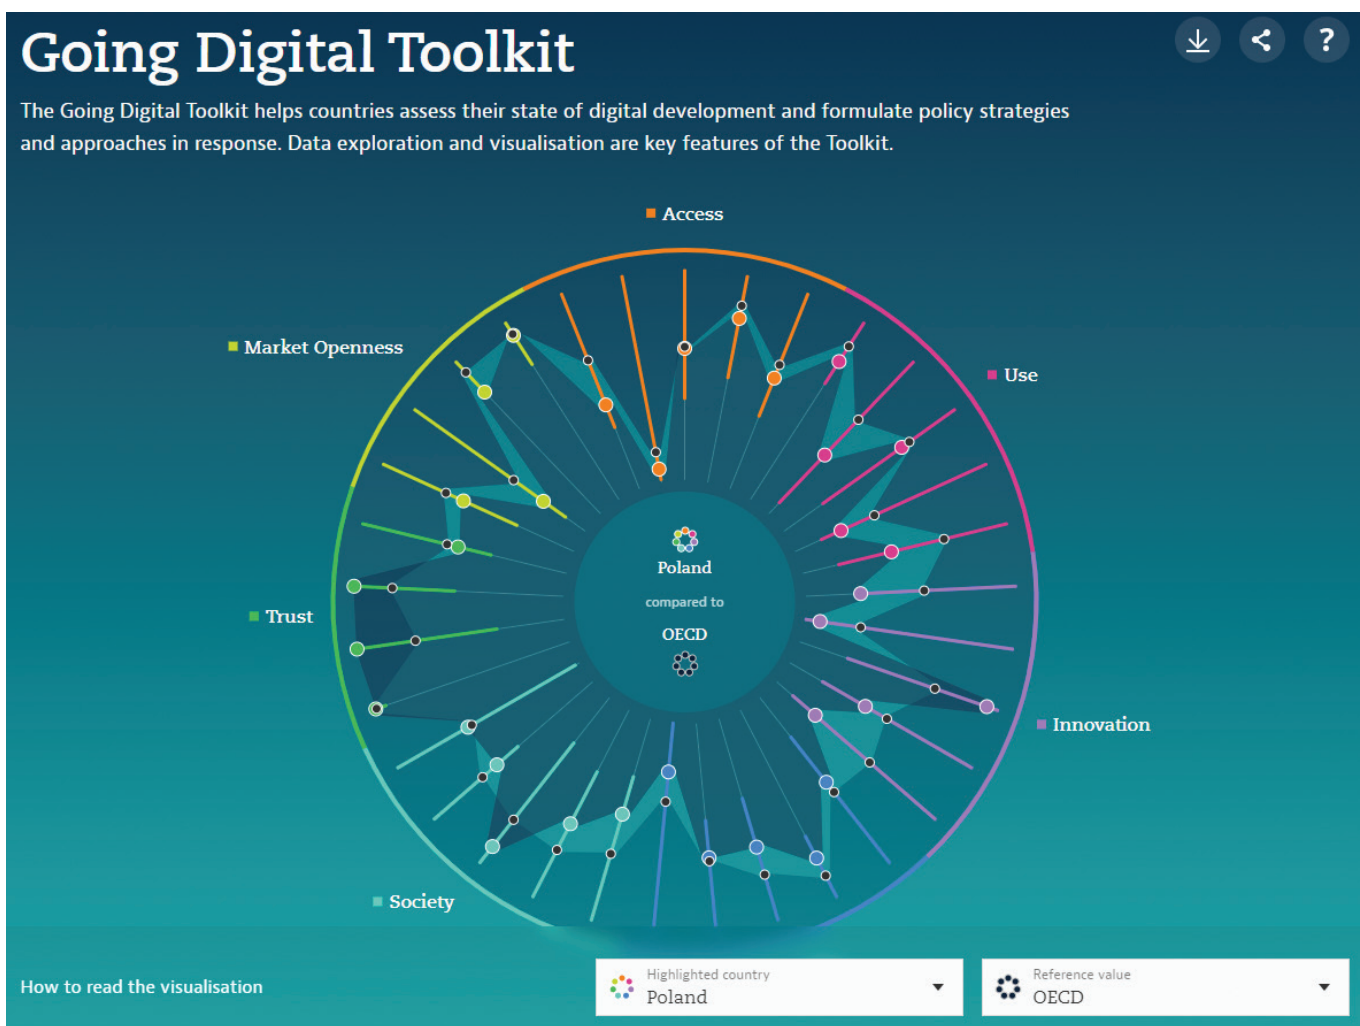 Going Digital Toolkit
?
The Going Digital Toolkit helps countries assess their state of digital development and formulate policy strategies
and approaches in response. Data exploration and visualisation are key features of the Toolkit.
Access
Market Openness
Use
Poland
compared to
OECD
Trust
Innovation
Society
How to read the visualisation
Highlighted country
Poland
Reference value
OECD